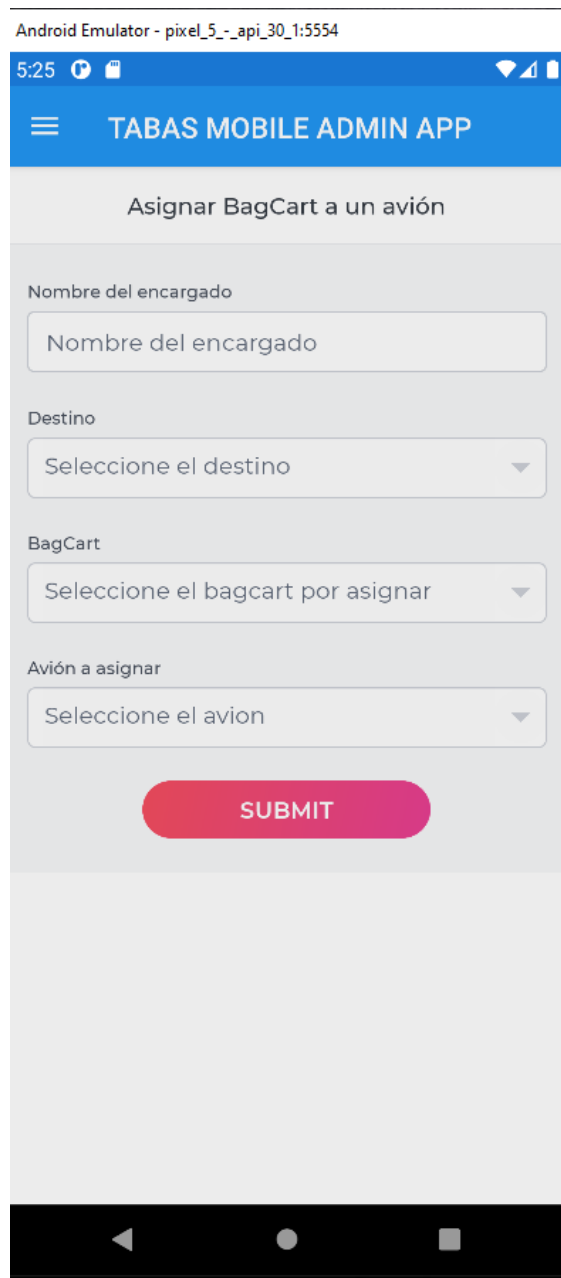 Android Emulator - pixel_5_-_api_30_1:5554
5:25
TABAS MOBILE ADMIN APP
Asignar BagCart a un avión
Nombre del encargado
Nombre del encargado
Destino
Seleccione el destino
BagCart
Seleccione el bagcart por asignar
Avión a asignar
Seleccione el avion
SUBMIT